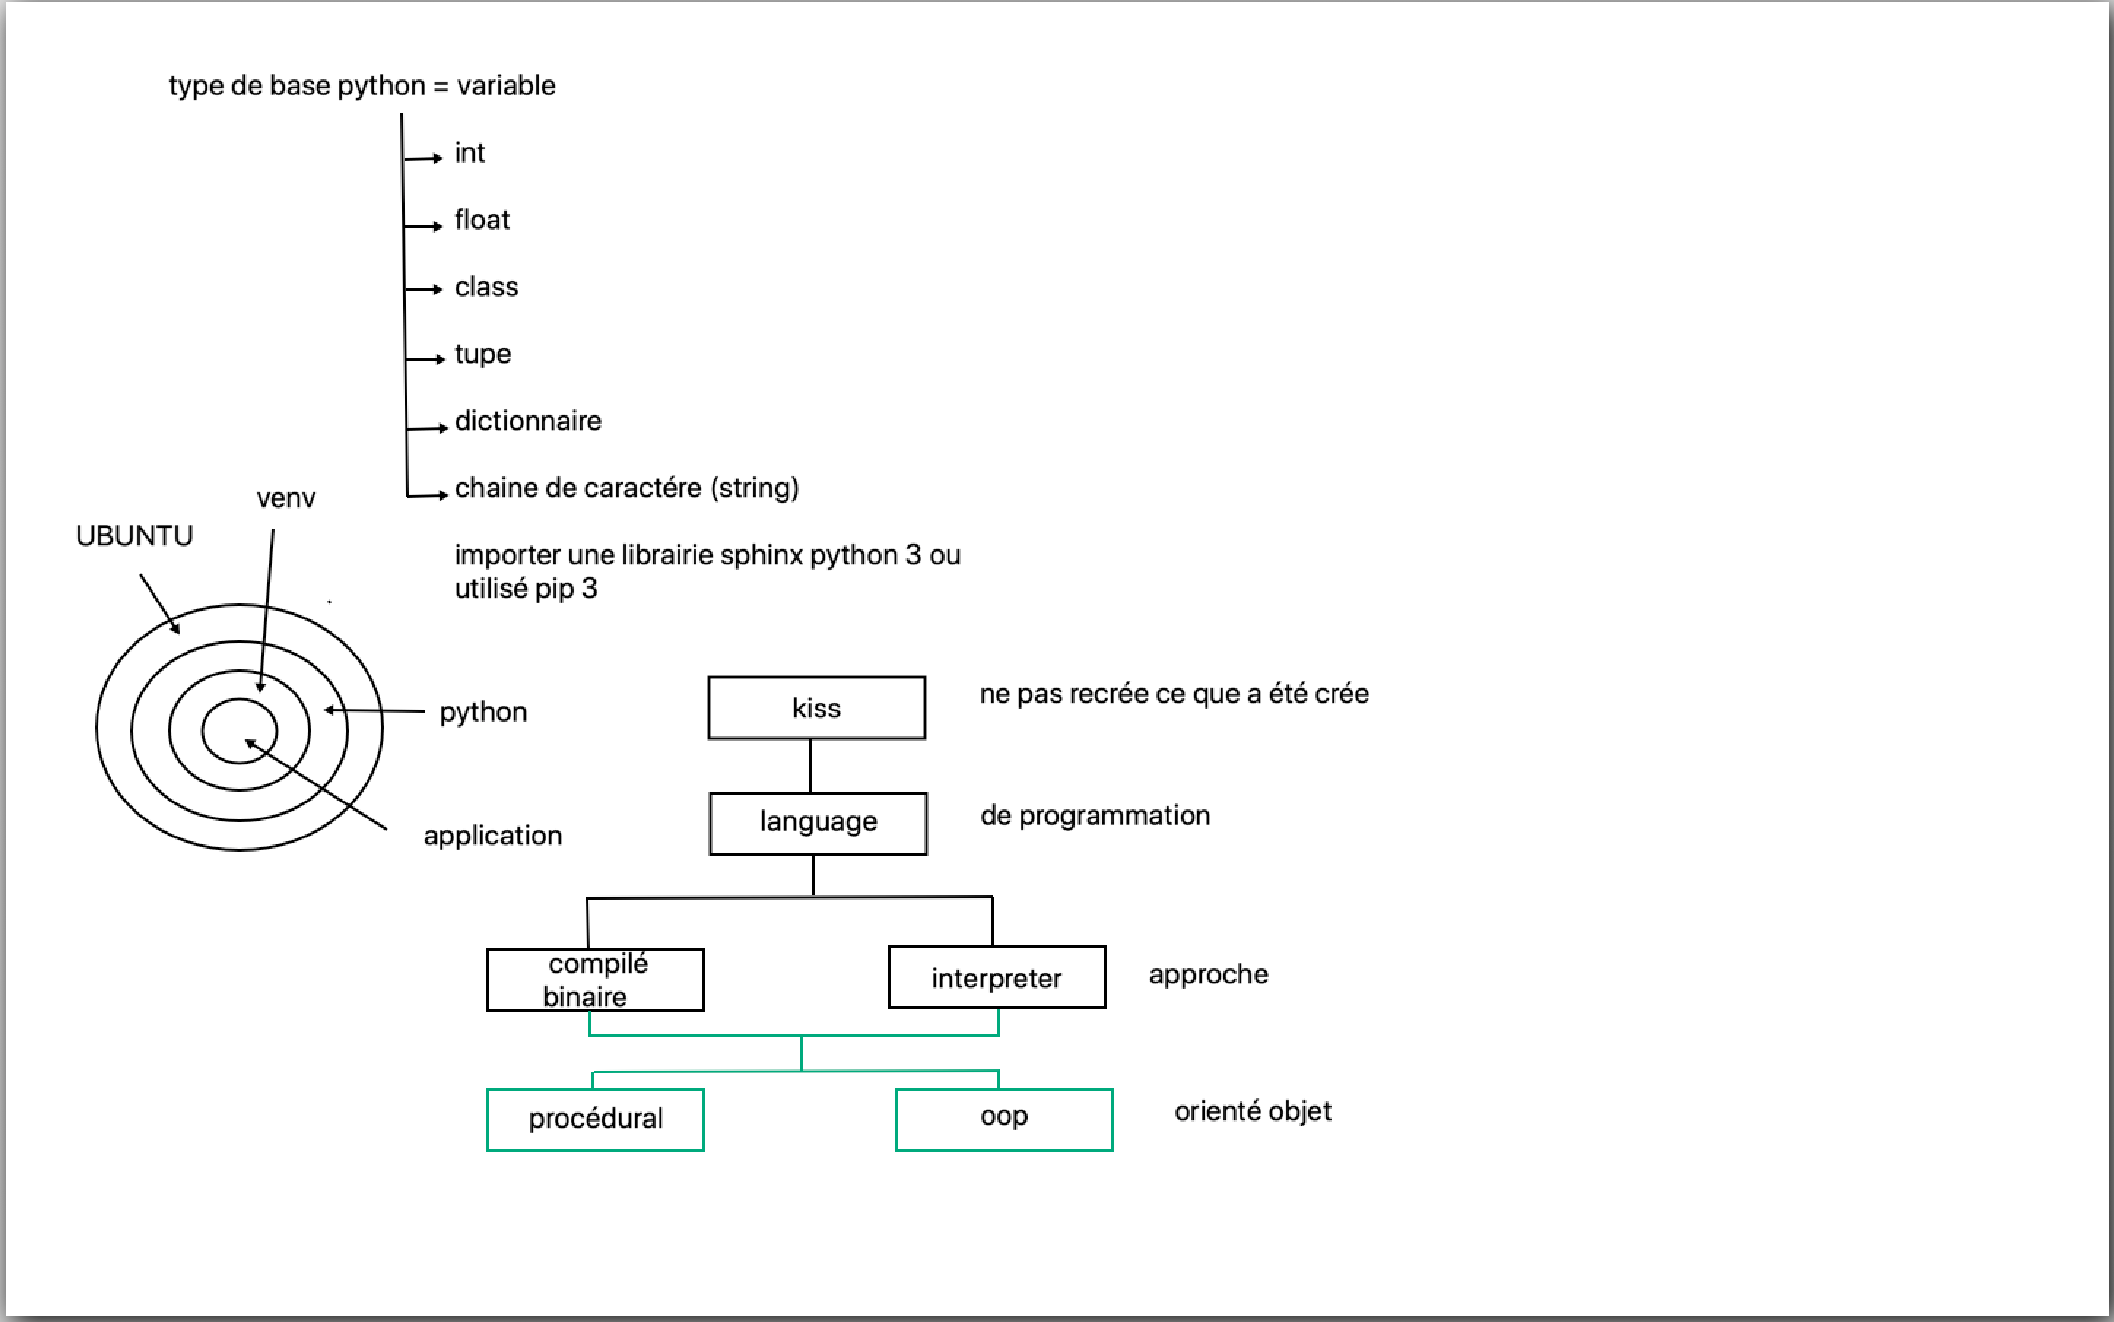 type de base python = variable
int
float
class
tupe
dictionnaire
chaine de caractére (string)
venv
UBUNTU
importer une librairie sphinx python 3 ou
utilisé pip 3
python
application
kiss
ne pas recrée ce que a été crée
language
de programmation
compilé
binaire
interpreter
approche
procédural
oop
orienté objet